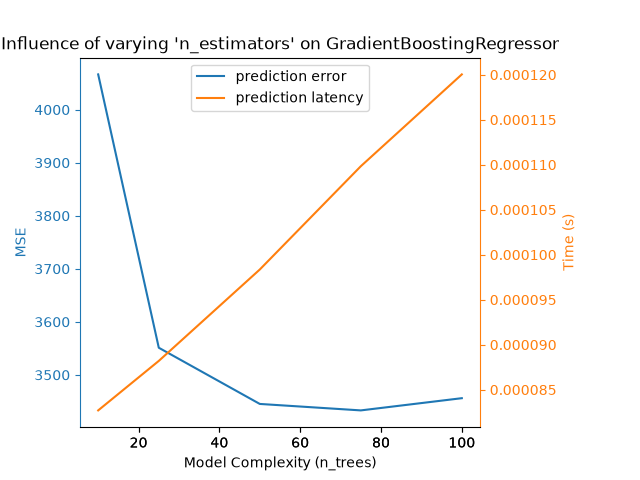 Influence of varying 'n_estimators' on GradientBoostingRegressor
prediction error
prediction latency
4000
3900
3800
3700
3600
3500
MSE
0.000120
0.000115
0.000110
0.000105
0.000100
0.000095
0.000090
0.000085
Time (s)
20 40 60 80 100
Model Complexity (n_trees)